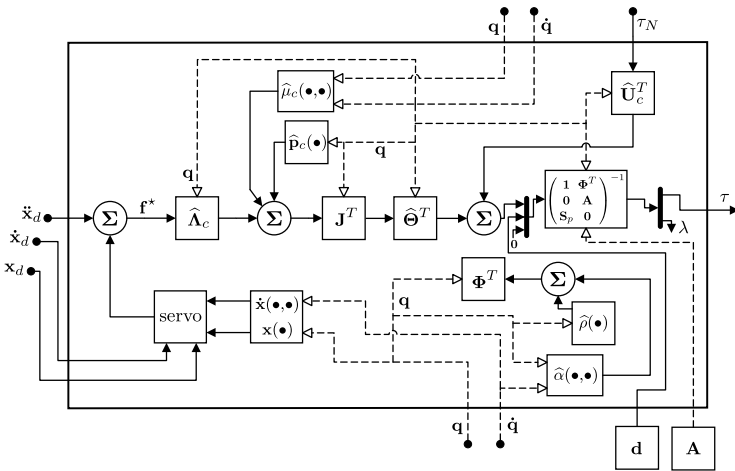 q q̇ τ_N
μ̂_c(•,•) Û_c^T
p̂_c(•)
q q
ẍ_d Σ f* Λ̂_c Σ J^T Θ̂^T Σ 0 ( 1 Φ^T 0 A S_p 0 )^{-1} τ λ
ẋ_d
x_d
Φ^T Σ
servo ẋ(•,•) x(•) q ρ̂(•)
α̂(•,•)
q q̇
d A